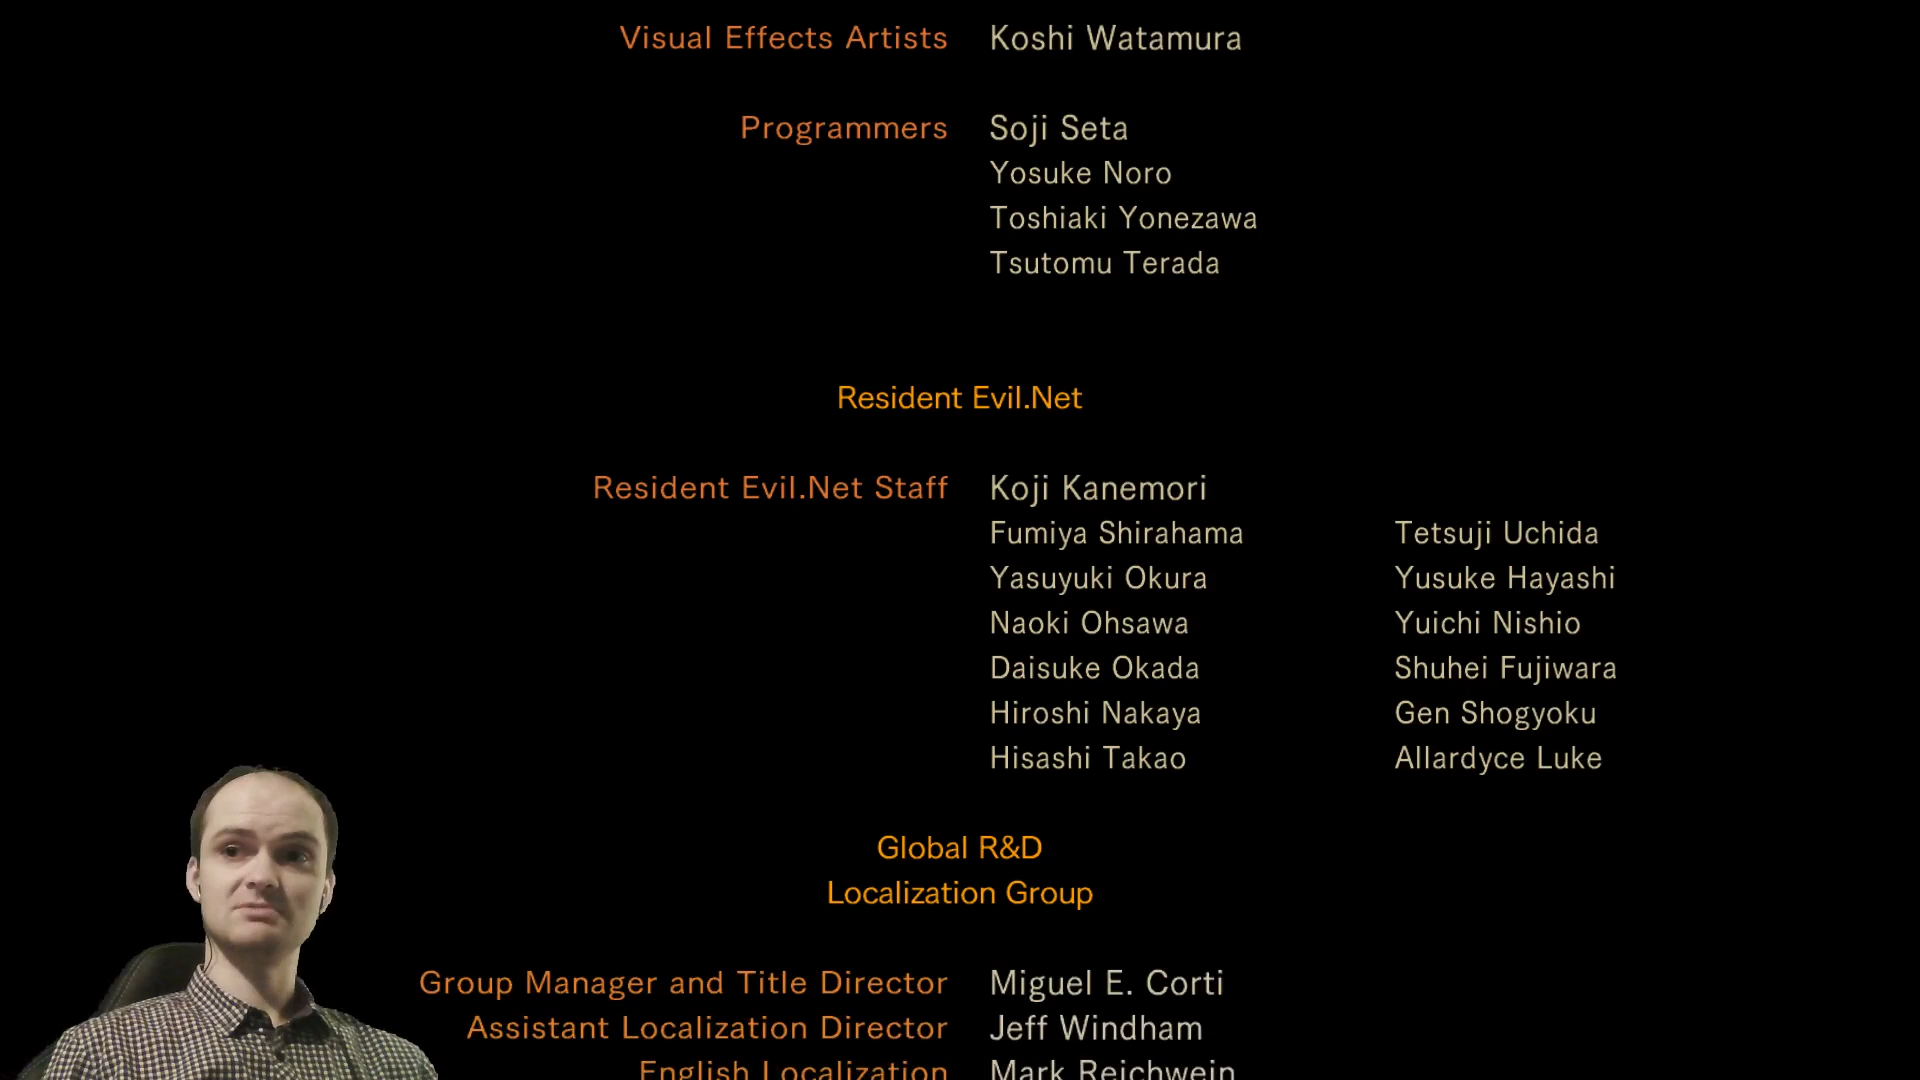 Visual Effects Artists Koshi Watamura
Programmers Soji Seta
Yosuke Noro
Toshiaki Yonezawa
Tsutomu Terada
Resident Evil.Net
Resident Evil.Net Staff Koji Kanemori
Fumiya Shirahama Tetsuji Uchida
Yasuyuki Okura Yusuke Hayashi
Naoki Ohsawa Yuichi Nishio
Daisuke Okada Shuhei Fujiwara
Hiroshi Nakaya Gen Shogyoku
Hisashi Takao Allardyce Luke
Global R&D
Localization Group
Group Manager and Title Director Miguel E. Corti
Assistant Localization Director Jeff Windham
English Localization Mark Reichwein